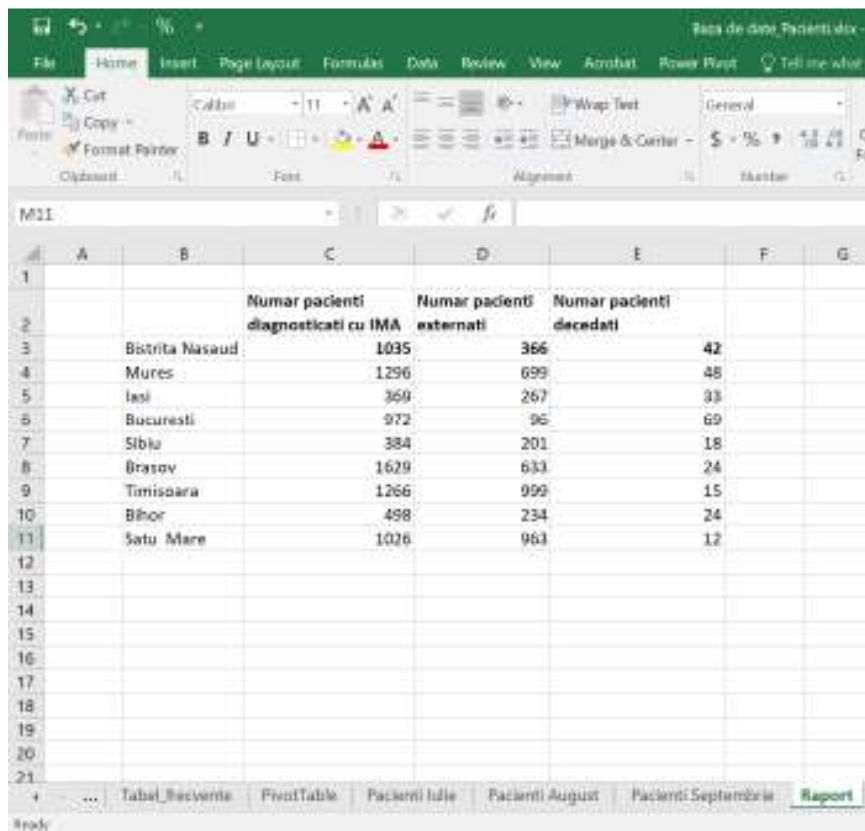 Baza de date_Pacienti.xlsx -
File Home Insert Page Layout Formulas Data Review View Acrobat Power Pivot Tell me what
Cut
Copy
Paste
Format Painter
Calibri 11 A A
Wrap Text
General
B I U A
Merge & Center
$ % ,
Clipboard Font Alignment Number
M11 fx
A B C D E F G
1
2 Numar pacienti diagnosticati cu IMA Numar pacienti externati Numar pacienti decedati
3 Bistrita Nasaud 1035 366 42
4 Mures 1296 699 48
5 Iasi 369 267 33
6 Bucuresti 972 96 69
7 Sibiu 384 201 18
8 Brasov 1629 633 24
9 Timisoara 1266 999 15
10 Bihor 498 234 24
11 Satu Mare 1026 963 12
12
13
14
15
16
17
18
19
20
21
... Tabel_frecvente PivotTable Pacienti Iulie Pacienti August Pacienti Septembrie Raport
Ready